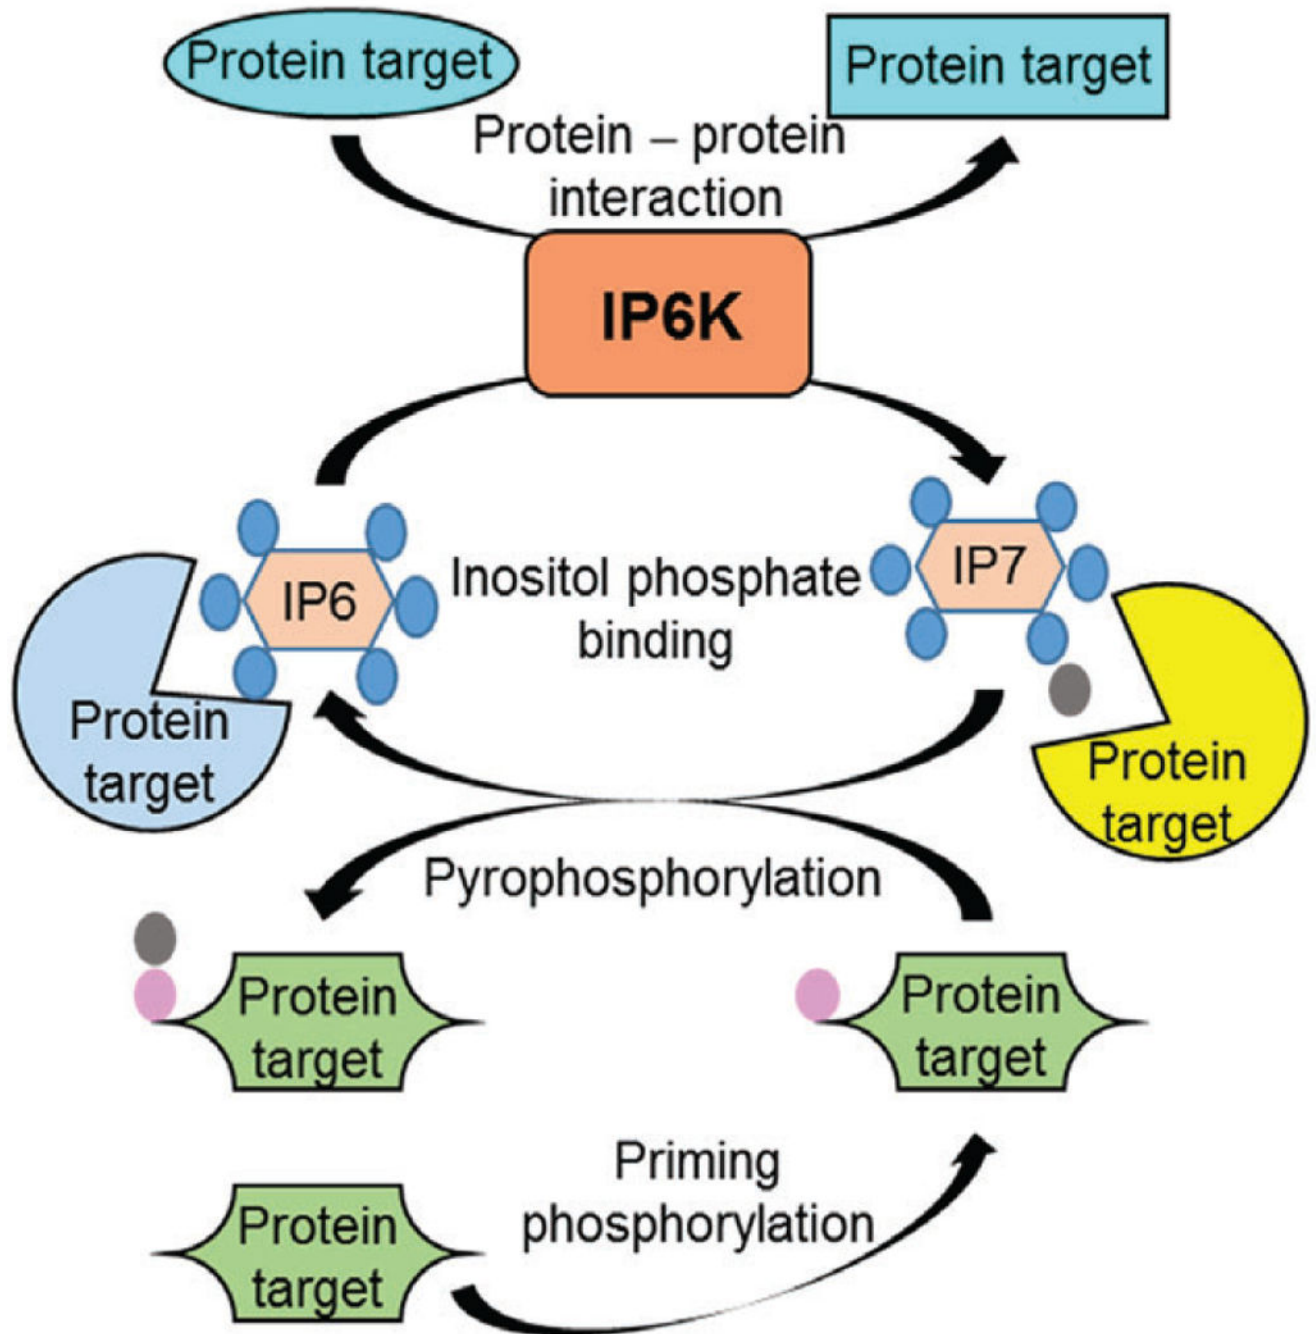 Protein target
Protein target
Protein – protein
interaction
IP6K
IP6
Inositol phosphate
binding
IP7
Protein
target
Protein
target
Pyrophosphorylation
Protein
target
Protein
target
Priming
phosphorylation
Protein
target